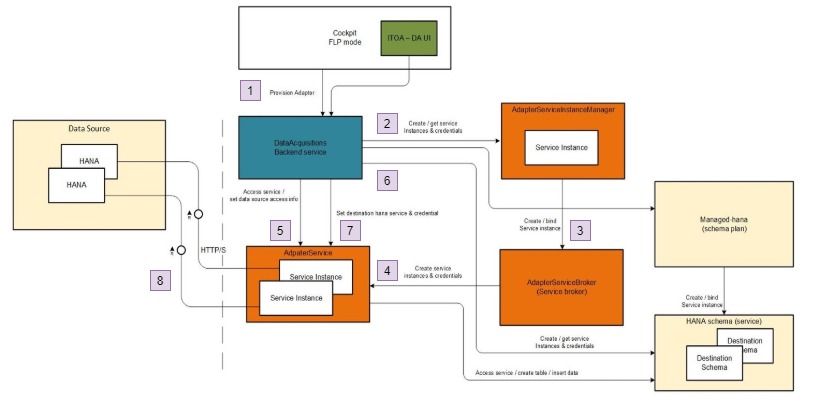 Cockpit
FLP mode
ITOA – DA UI
1
Provision Adapter
2
Create / get service
Instances & credentials
AdapterServiceInstanceManager
Service Instance
Data Source
HANA
HANA
DataAcquisitions
Backend service
6
Access service /
set data source access info
Set destination hana service & credential
5
7
Create / bind
Service instance
3
Managed-hana
(schema plan)
HTTP/S
8
AdpaterService
Service Instance
Service Instance
4
Create service
instances & credentials
AdapterServiceBroker
(Service broker)
Create / bind
Service instance
HANA schema (service)
Destination
Destination
Schema
Create / get service
Instances & credentials
Access service / create table / insert data